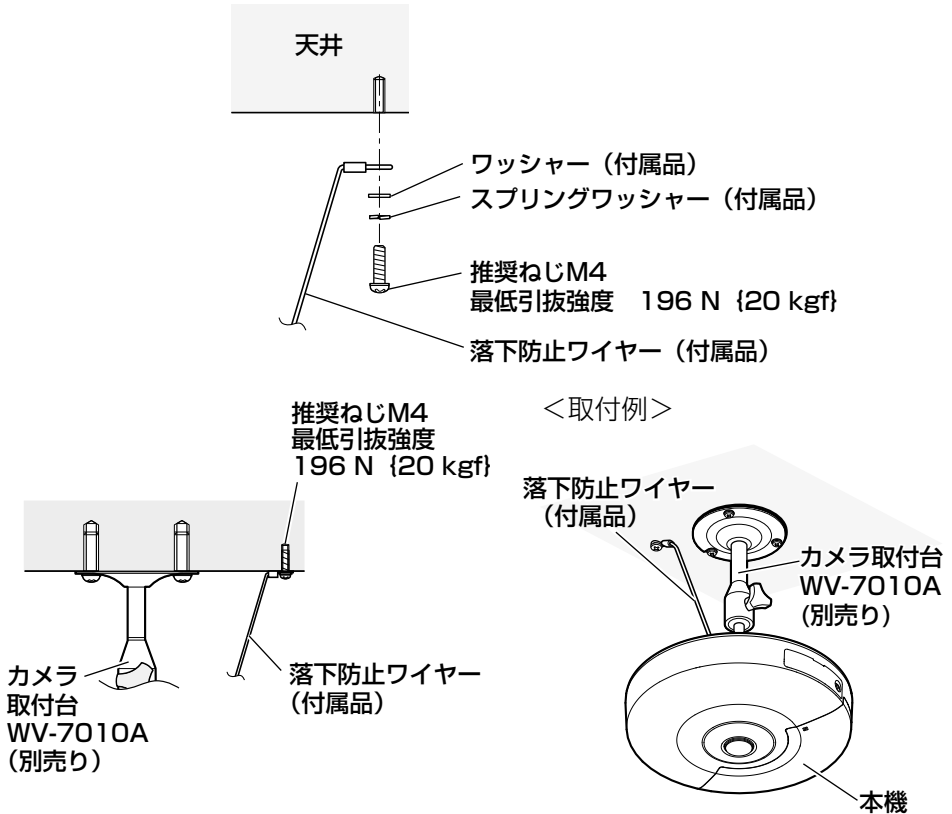 天井
ワッシャー（付属品）
スプリングワッシャー（付属品）
推奨ねじM4
最低引抜強度　196 N {20 kgf}
落下防止ワイヤー（付属品）
推奨ねじM4
最低引抜強度
196 N {20 kgf}
＜取付例＞
落下防止ワイヤー
（付属品）
カメラ取付台
WV-7010A
(別売り)
カメラ
取付台
WV-7010A
（別売り）
落下防止ワイヤー
（付属品）
本機